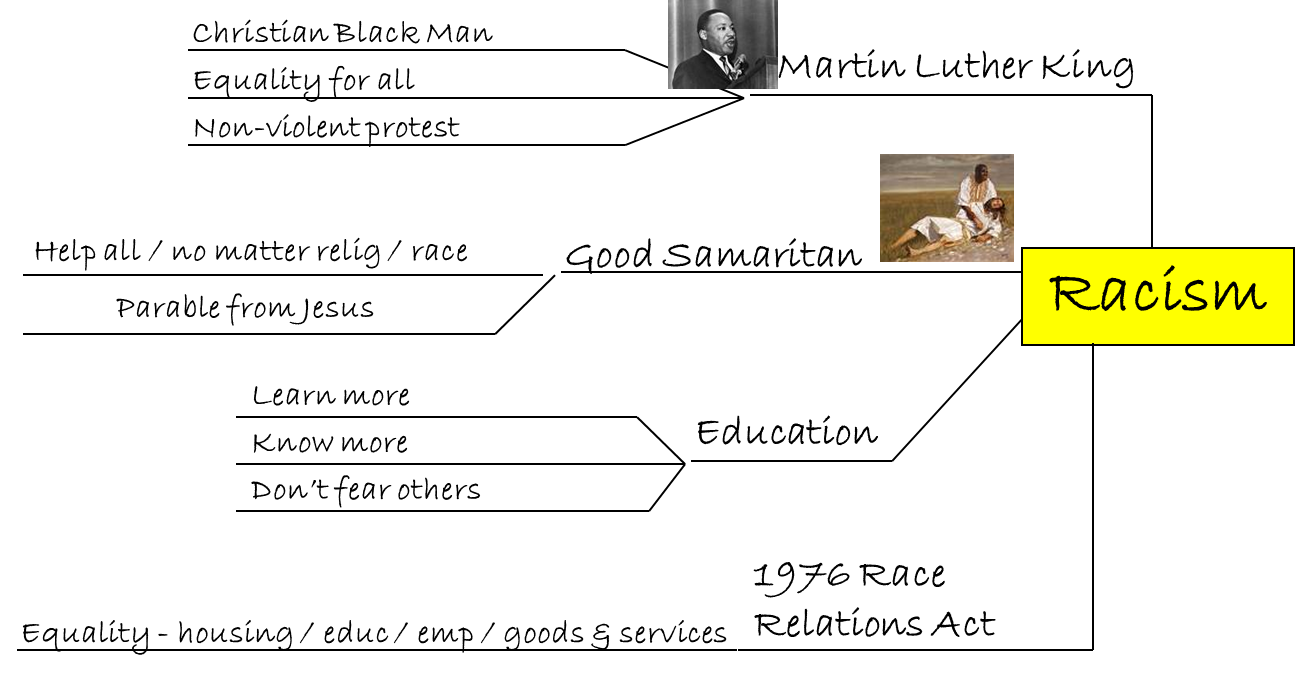 Christian Black Man
Equality for all
Non-violent protest
Martin Luther King
Help all / no matter relig / race
Parable from Jesus
Good Samaritan
Racism
Learn more
Know more
Don't fear others
Education
1976 Race
Relations Act
Equality - housing / educ / emp / goods & services